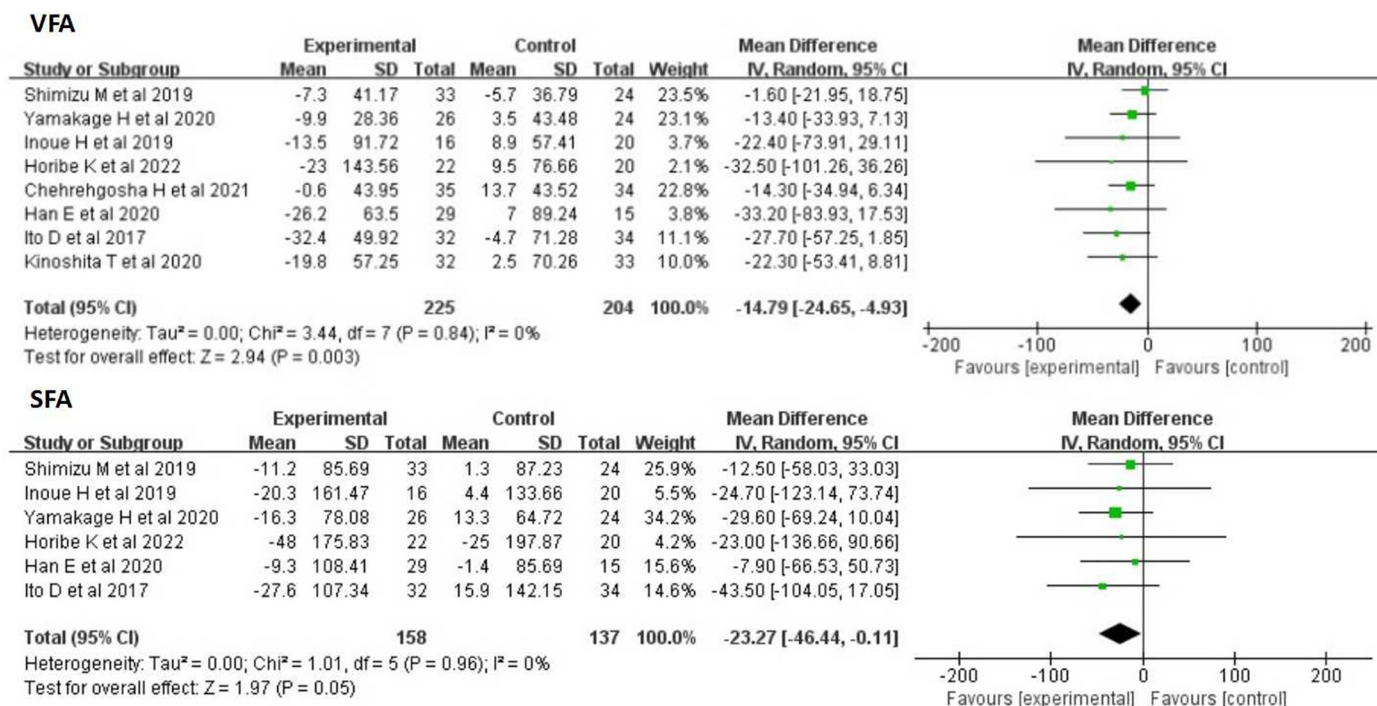 VFA
Experimental Control Mean Difference Mean Difference
Study or Subgroup Mean SD Total Mean SD Total Weight IV, Random, 95% CI IV, Random, 95% CI
Shimizu M et al 2019 -7.3 41.17 33 -5.7 36.79 24 23.5% -1.60 [-21.95, 18.75]
Yamakage H et al 2020 -9.9 28.36 26 3.5 43.48 24 23.1% -13.40 [-33.93, 7.13]
Inoue H et al 2019 -13.5 91.72 16 8.9 57.41 20 3.7% -22.40 [-73.91, 29.11]
Horibe K et al 2022 -23 143.56 22 9.5 76.66 20 2.1% -32.50 [-101.26, 36.26]
Chehrehgosha H et al 2021 -0.6 43.95 35 13.7 43.52 34 22.8% -14.30 [-34.94, 6.34]
Han E et al 2020 -26.2 63.5 29 7 89.24 15 3.8% -33.20 [-83.93, 17.53]
Ito D et al 2017 -32.4 49.92 32 -4.7 71.28 34 11.1% -27.70 [-57.25, 1.85]
Kinoshita T et al 2020 -19.8 57.25 32 2.5 70.26 33 10.0% -22.30 [-53.41, 8.81]
Total (95% CI) 225 204 100.0% -14.79 [-24.65, -4.93]
Heterogeneity: Tau² = 0.00; Chi² = 3.44, df = 7 (P = 0.84); I² = 0%
Test for overall effect: Z = 2.94 (P = 0.003)
-200 -100 0 100 200
Favours [experimental] Favours [control]
SFA
Experimental Control Mean Difference Mean Difference
Study or Subgroup Mean SD Total Mean SD Total Weight IV, Random, 95% CI IV, Random, 95% CI
Shimizu M et al 2019 -11.2 85.69 33 1.3 87.23 24 25.9% -12.50 [-58.03, 33.03]
Inoue H et al 2019 -20.3 161.47 16 4.4 133.66 20 5.5% -24.70 [-123.14, 73.74]
Yamakage H et al 2020 -16.3 78.08 26 13.3 64.72 24 34.2% -29.60 [-69.24, 10.04]
Horibe K et al 2022 -48 175.83 22 -25 197.87 20 4.2% -23.00 [-136.66, 90.66]
Han E et al 2020 -9.3 108.41 29 -1.4 85.69 15 15.6% -7.90 [-66.53, 50.73]
Ito D et al 2017 -27.6 107.34 32 15.9 142.15 34 14.6% -43.50 [-104.05, 17.05]
Total (95% CI) 158 137 100.0% -23.27 [-46.44, -0.11]
Heterogeneity: Tau² = 0.00; Chi² = 1.01, df = 5 (P = 0.96); I² = 0%
Test for overall effect: Z = 1.97 (P = 0.05)
-200 -100 0 100 200
Favours [experimental] Favours [control]